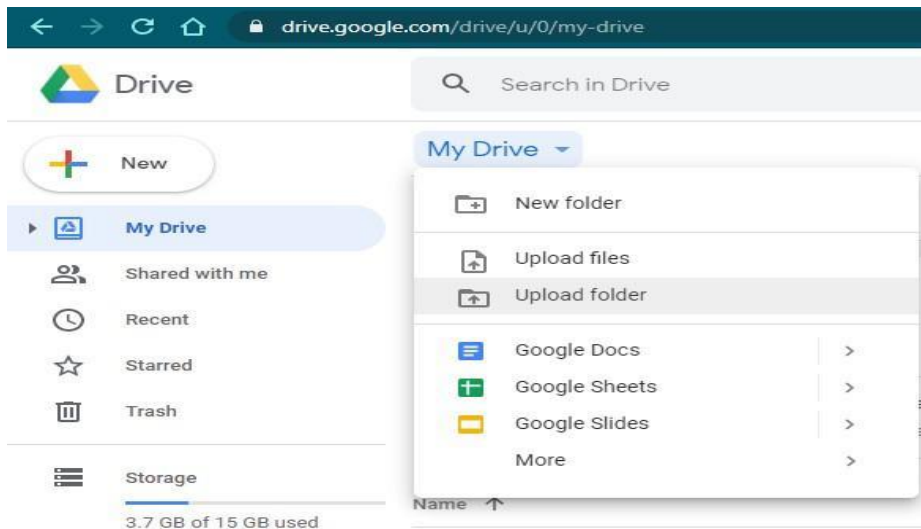 drive.google.com/drive/u/0/my-drive
Drive
Search in Drive
New
My Drive
Shared with me
Recent
Starred
Trash
Storage
3.7 GB of 15 GB used
My Drive
New folder
Upload files
Upload folder
Google Docs
Google Sheets
Google Slides
More
Name